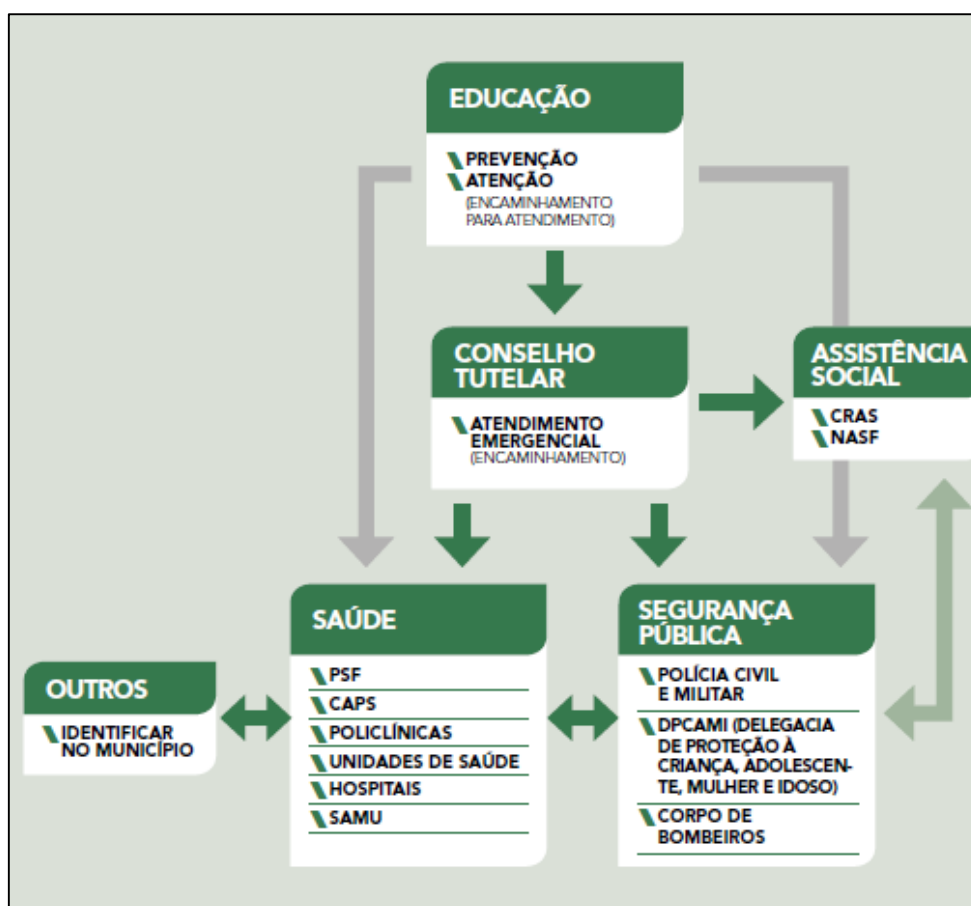 EDUCAÇÃO
PREVENÇÃO
ATENÇÃO
(ENCAMINHAMENTO
PARA ATENDIMENTO)
CONSELHO
TUTELAR
ATENDIMENTO
EMERGENCIAL
(ENCAMINHAMENTO)
ASSISTÊNCIA
SOCIAL
CRAS
NASF
OUTROS
IDENTIFICAR
NO MUNICÍPIO
SAÚDE
PSF
CAPS
POLICLÍNICAS
UNIDADES DE SAÚDE
HOSPITAIS
SAMU
SEGURANÇA
PÚBLICA
POLÍCIA CIVIL
E MILITAR
DPCAMI (DELEGACIA
DE PROTEÇÃO À
CRIANÇA, ADOLESCEN-
TE, MULHER E IDOSO)
CORPO DE
BOMBEIROS